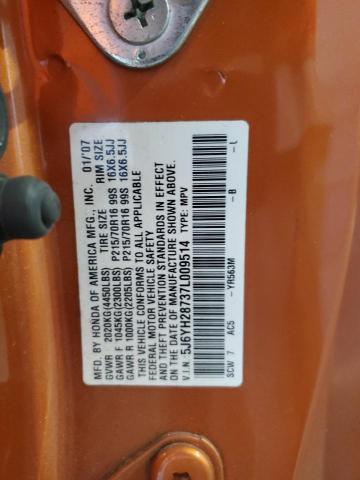 MFD. BY HONDA OF AMERICA MFG., INC. 01/'07
TIRE SIZE RIM SIZE
GVWR 2020KG(4450LBS)
GAWR F 1045KG(2300LBS) P215/70R16 99S 16X6.5JJ
GAWR R 1000KG(2205LBS) P215/70R16 99S 16X6.5JJ
THIS VEHICLE CONFORMS TO ALL APPLICABLE
FEDERAL MOTOR VEHICLE SAFETY
AND THEFT PREVENTION STANDARDS IN EFFECT
ON THE DATE OF MANUFACTURE SHOWN ABOVE.
V.I.N. 5J6YH28737L009514 TYPE: MPV
SCW 7 AC5 -YR563M -B -L